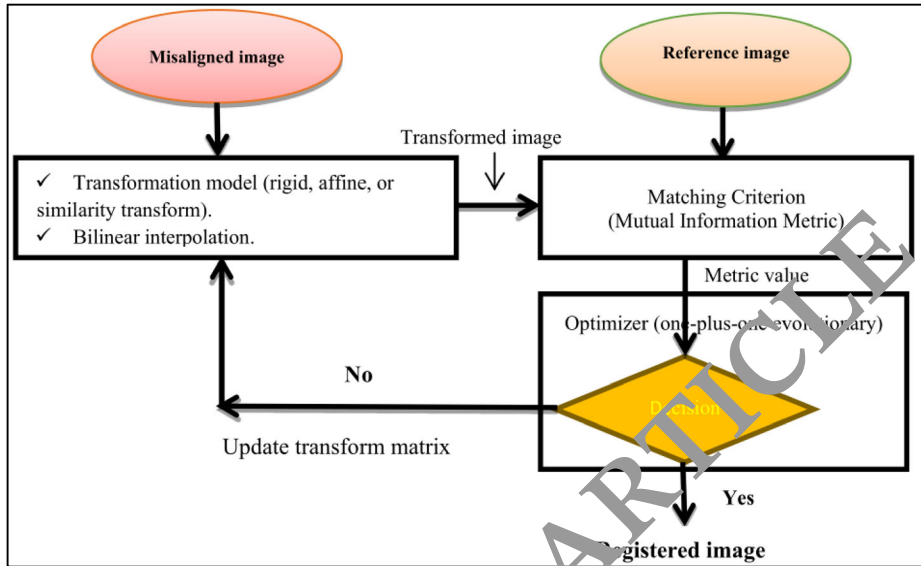 Misaligned image
Reference image
Transformed image
✓ Transformation model (rigid, affine, or
similarity transform).
✓ Bilinear interpolation.
Matching Criterion
(Mutual Information Metric)
Metric value
Optimizer (one-plus-one evolutionary)
Decision
No
Update transform matrix
Yes
Registered image
ARTICLE